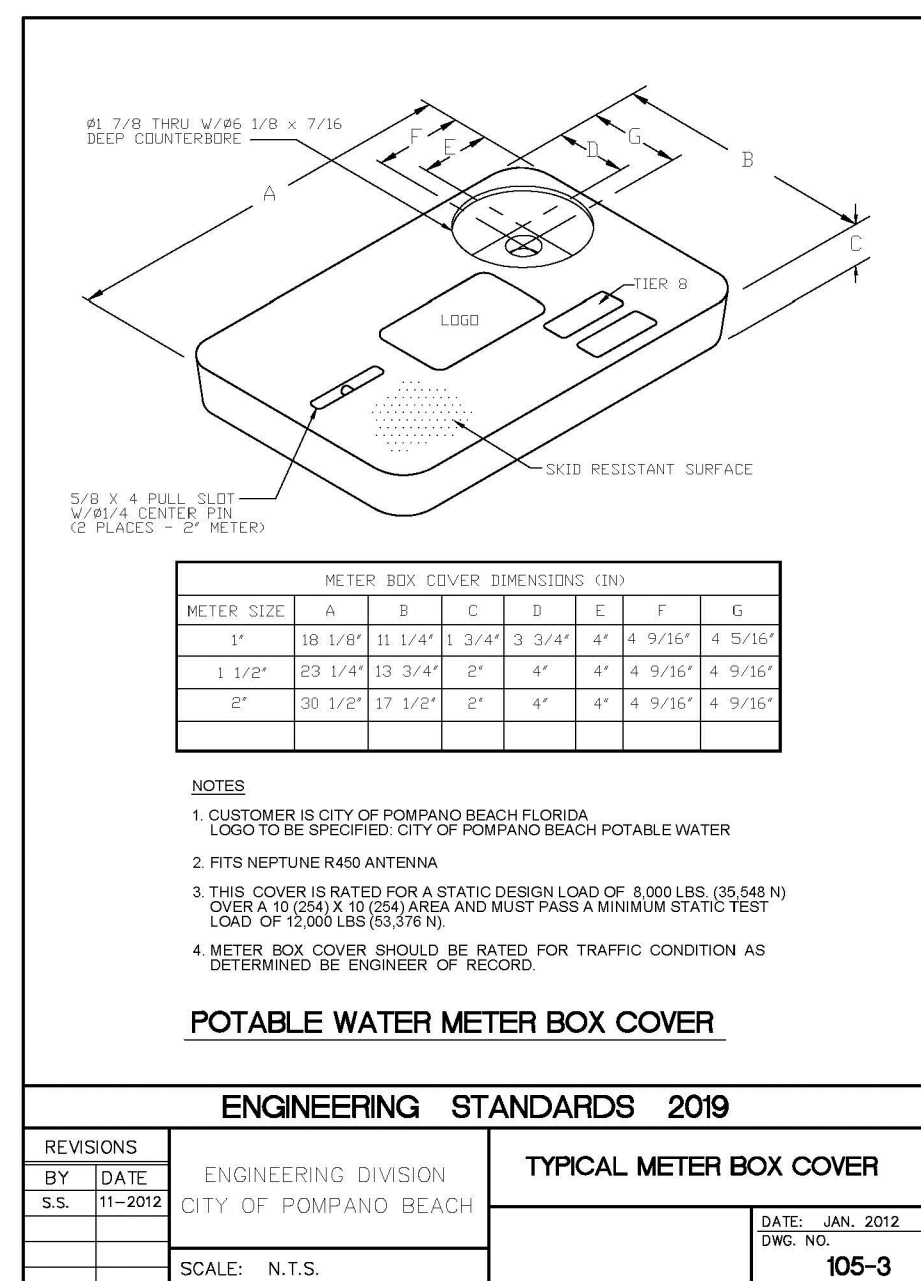 Ø1 7/8 THRU W/Ø6 1/8 x 7/16
DEEP COUNTERBORE
A
F
E
D
G
B
C
TIER 8
LOGO
SKID RESISTANT SURFACE
5/8 X 4 PULL SLOT
W/Ø1/4 CENTER PIN
(2 PLACES - 2" METER)
METER BOX COVER DIMENSIONS (IN)
METER SIZE A B C D E F G
1" 18 1/8" 11 1/4" 1 3/4" 3 3/4" 4" 4 9/16" 4 5/16"
1 1/2" 23 1/4" 13 3/4" 2" 4" 4" 4 9/16" 4 9/16"
2" 30 1/2" 17 1/2" 2" 4" 4" 4 9/16" 4 9/16"
NOTES
1. CUSTOMER IS CITY OF POMPANO BEACH FLORIDA
LOGO TO BE SPECIFIED: CITY OF POMPANO BEACH POTABLE WATER
2. FITS NEPTUNE R450 ANTENNA
3. THIS COVER IS RATED FOR A STATIC DESIGN LOAD OF 8,000 LBS. (35,548 N)
OVER A 10 (254) X 10 (254) AREA AND MUST PASS A MINIMUM STATIC TEST
LOAD OF 12,000 LBS (53,376 N).
4. METER BOX COVER SHOULD BE RATED FOR TRAFFIC CONDITION AS
DETERMINED BE ENGINEER OF RECORD.
POTABLE WATER METER BOX COVER
ENGINEERING STANDARDS 2019
REVISIONS
BY DATE
S.S. 11-2012
ENGINEERING DIVISION
CITY OF POMPANO BEACH
SCALE: N.T.S.
TYPICAL METER BOX COVER
DATE: JAN. 2012
DWG. NO.
105-3